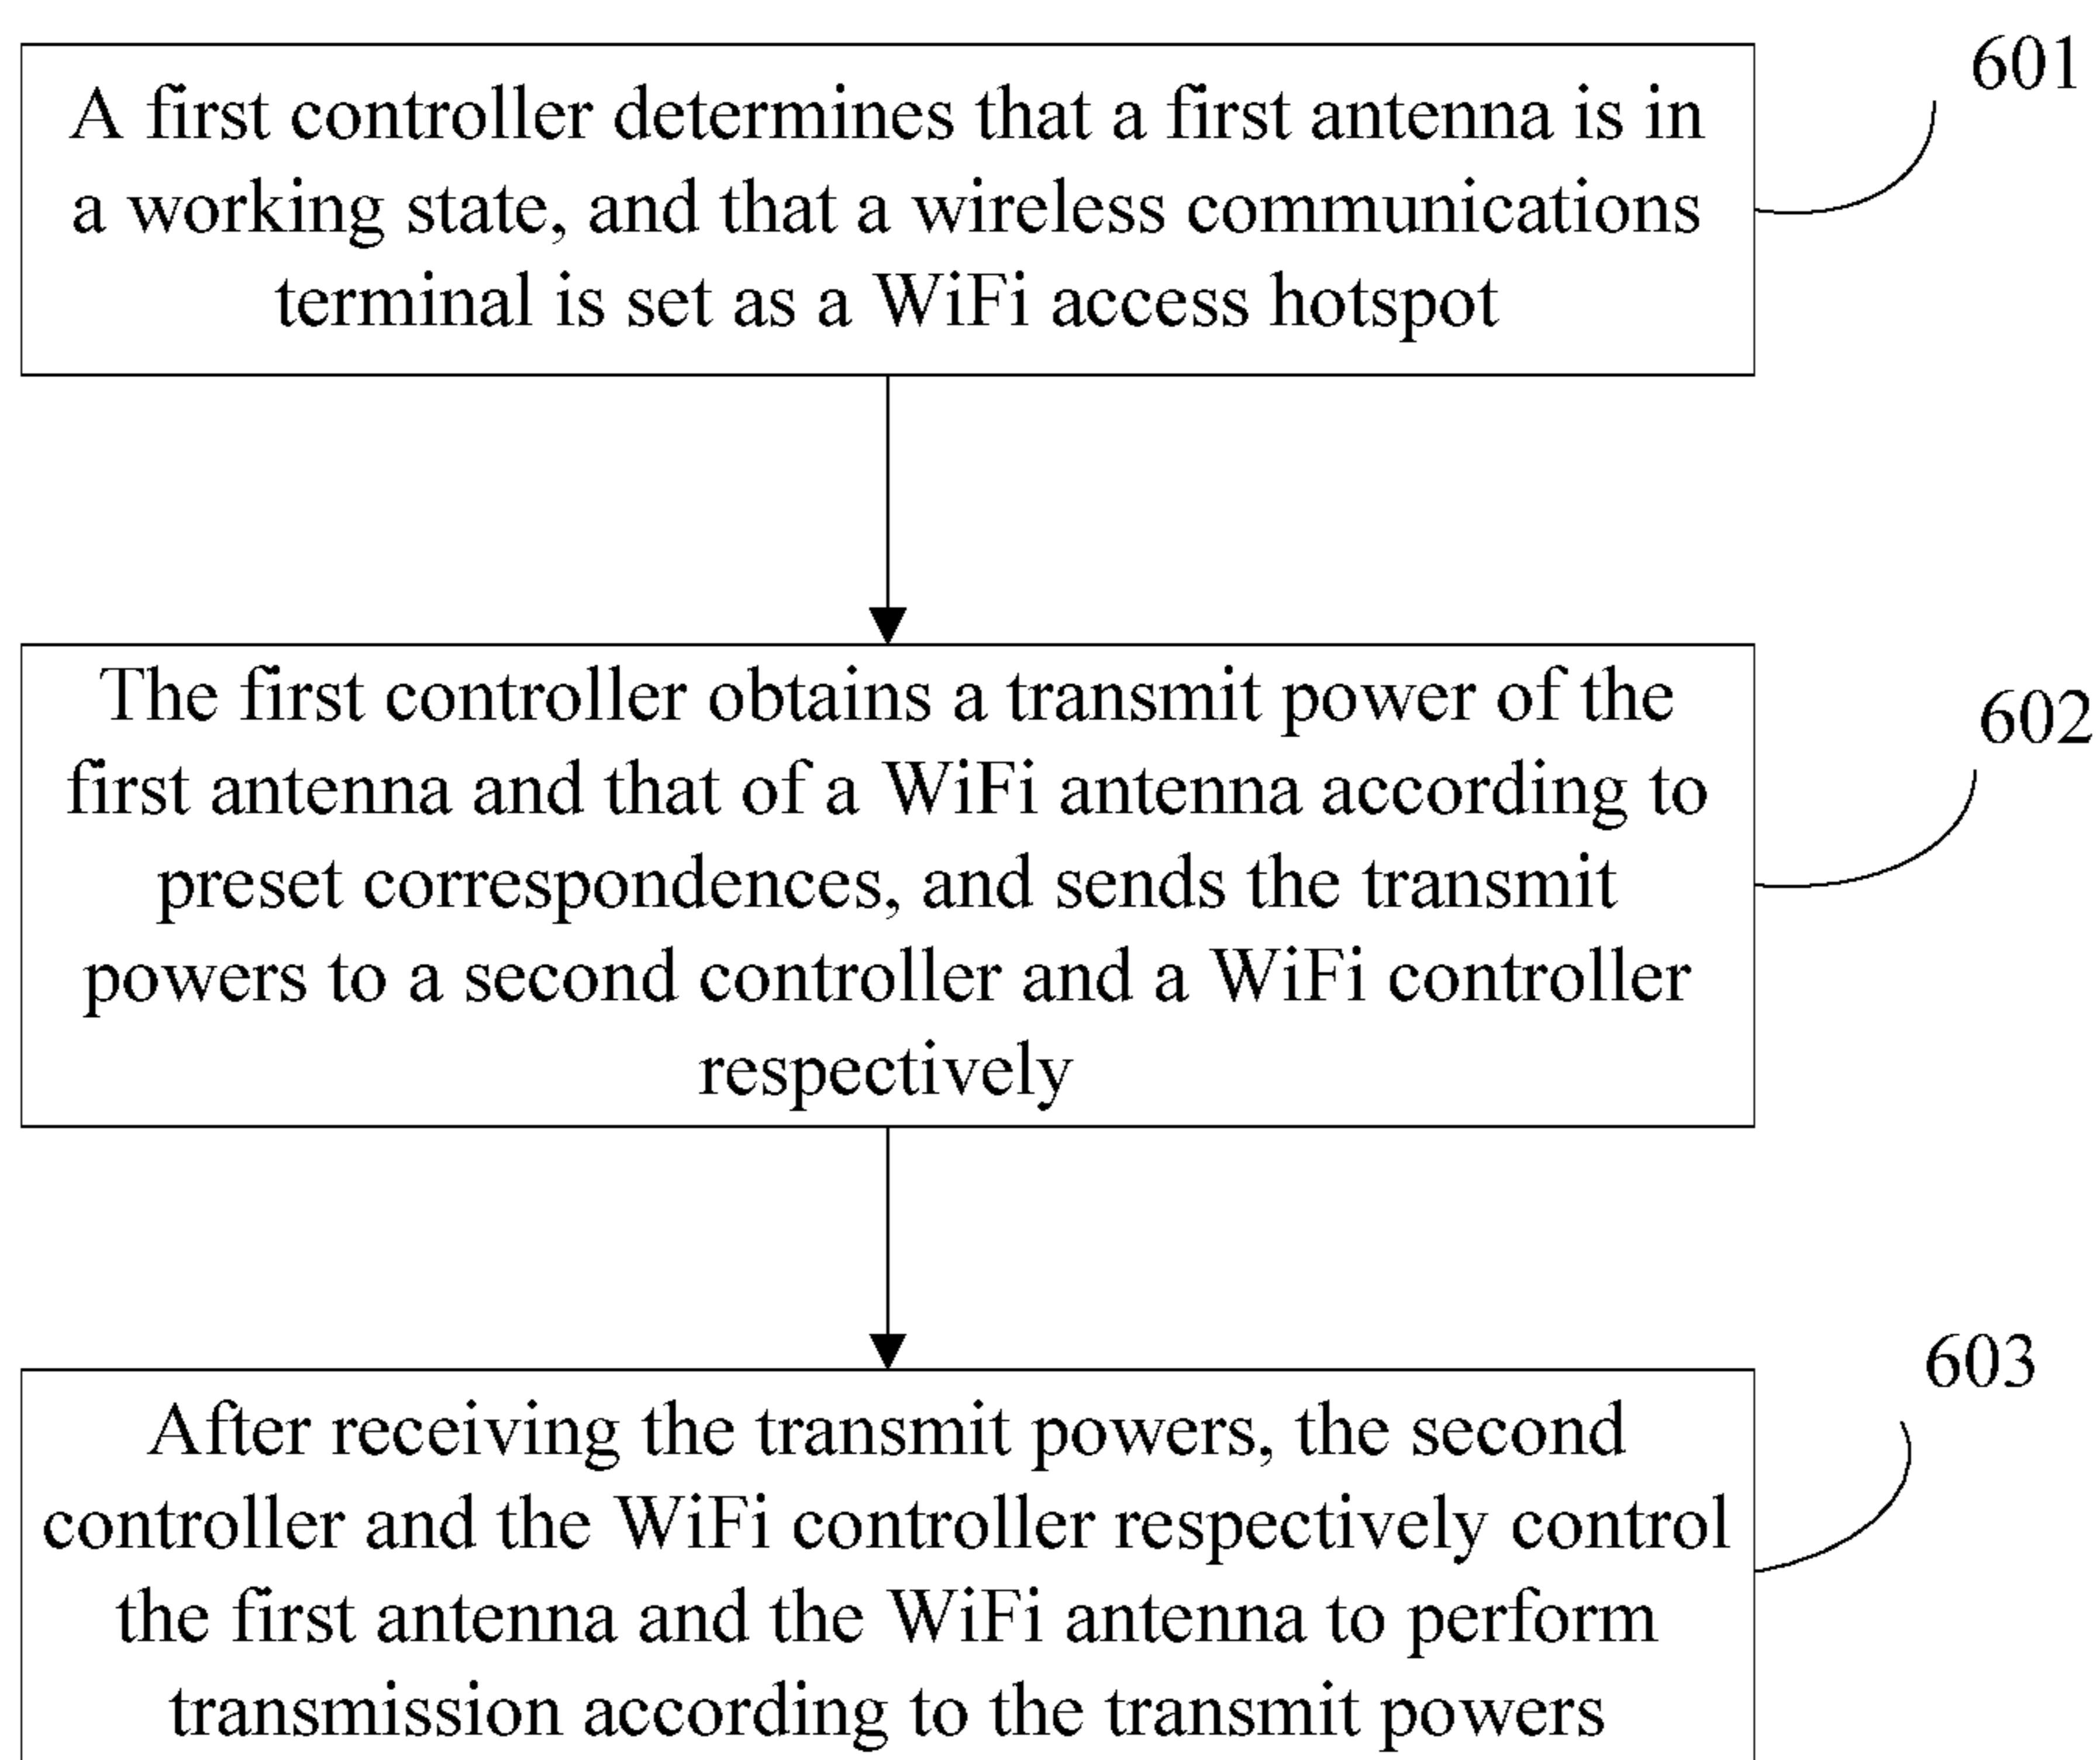 601
A first controller determines that a first antenna is in
a working state, and that a wireless communications
terminal is set as a WiFi access hotspot
602
The first controller obtains a transmit power of the
first antenna and that of a WiFi antenna according to
preset correspondences, and sends the transmit
powers to a second controller and a WiFi controller
respectively
603
After receiving the transmit powers, the second
controller and the WiFi controller respectively control
the first antenna and the WiFi antenna to perform
transmission according to the transmit powers